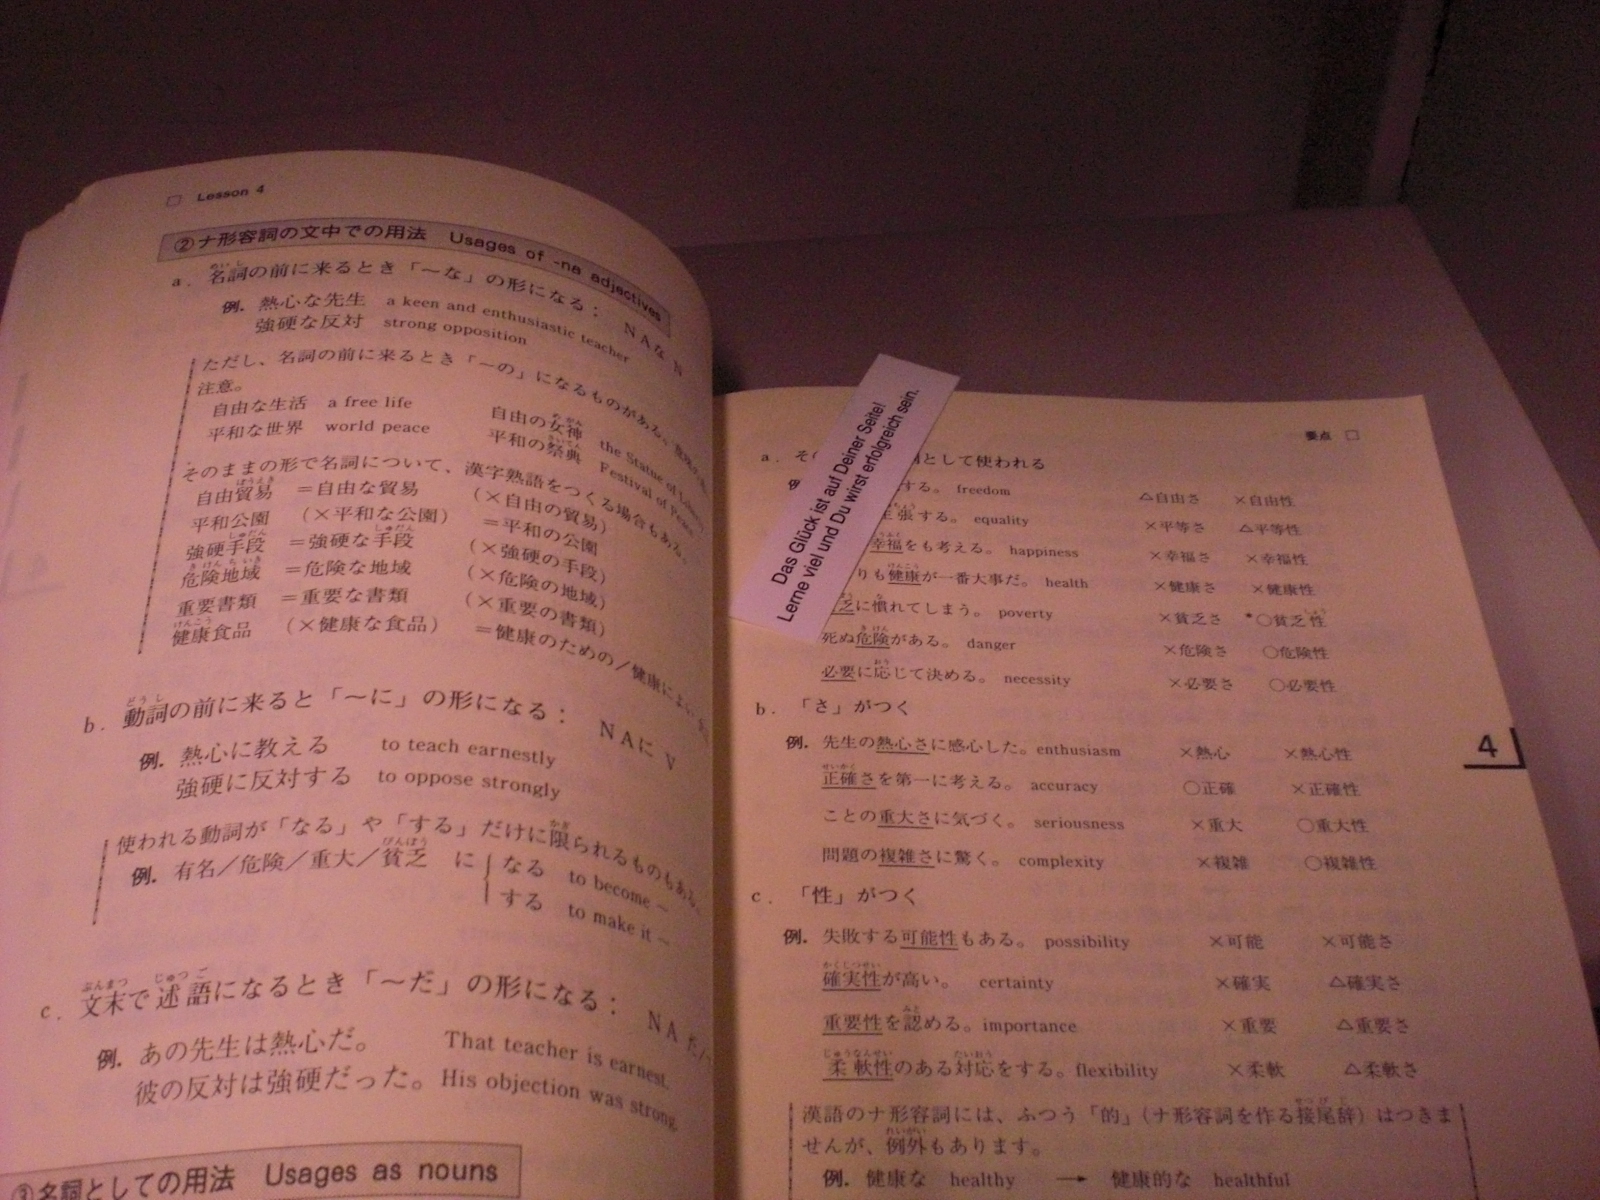 □ Lesson 4
②ナ形容詞の文中での用法 Usages of -na adjectives
a. 名詞の前に来るとき「〜な」の形になる： NAな N
例. 熱心な先生 a keen and enthusiastic teacher
強硬な反対 strong opposition
ただし、名詞の前に来るとき「―の」になるものがある。
注意。
自由な生活 a free life 自由の女神 the Statue of Liberty
平和な世界 world peace 平和の祭典 Festival of Peace
そのままの形で名詞について、漢字熟語をつくる場合もある。
自由貿易 ＝自由な貿易 (×自由の貿易)
平和公園 (×平和な公園) ＝平和の公園
強硬手段 ＝強硬な手段 (×強硬の手段)
危険地域 ＝危険な地域 (×危険の地域)
重要書類 ＝重要な書類 (×重要の書類)
健康食品 (×健康な食品) ＝健康のための／健康によい
b. 動詞の前に来ると「〜に」の形になる： NAに V
例. 熱心に教える to teach earnestly
強硬に反対する to oppose strongly
使われる動詞が「なる」や「する」だけに限られるものもある。
例. 有名／危険／重大／貧乏 に なる to become ～
する to make it ～
c. 文末で述語になるとき「〜だ」の形になる： NA だ
例. あの先生は熱心だ。 That teacher is earnest.
彼の反対は強硬だった。 His objection was strong.
③名詞としての用法 Usages as nouns
Das Glück ist auf Deiner Seite!
Lerne viel und Du wirst erfolgreich sein.
要点 □
a. そ 詞として使われる
する。 freedom △自由さ ×自由性
主張する。 equality ×平等さ △平等性
幸福をも考える。 happiness ×幸福さ ×幸福性
りも健康が一番大事だ。 health ×健康さ ×健康性
乏に慣れてしまう。 poverty ×貧乏さ *○貧乏性
死ぬ危険がある。 danger ×危険さ ○危険性
必要に応じて決める。 necessity ×必要さ ○必要性
b. 「さ」がつく
例. 先生の熱心さに感心した。 enthusiasm ×熱心 ×熱心性
正確さを第一に考える。 accuracy ○正確 ×正確性
ことの重大さに気づく。 seriousness ×重大 ○重大性
問題の複雑さに驚く。 complexity ×複雑 ○複雑性
c. 「性」がつく
例. 失敗する可能性もある。 possibility ×可能 ×可能さ
確実性が高い。 certainty ×確実 △確実さ
重要性を認める。 importance ×重要 △重要さ
柔軟性のある対応をする。 flexibility ×柔軟 △柔軟さ
漢語のナ形容詞には、ふつう「的」（ナ形容詞を作る接尾辞）はつきま
せんが、例外もあります。
例. 健康な healthy → 健康的な healthful
4